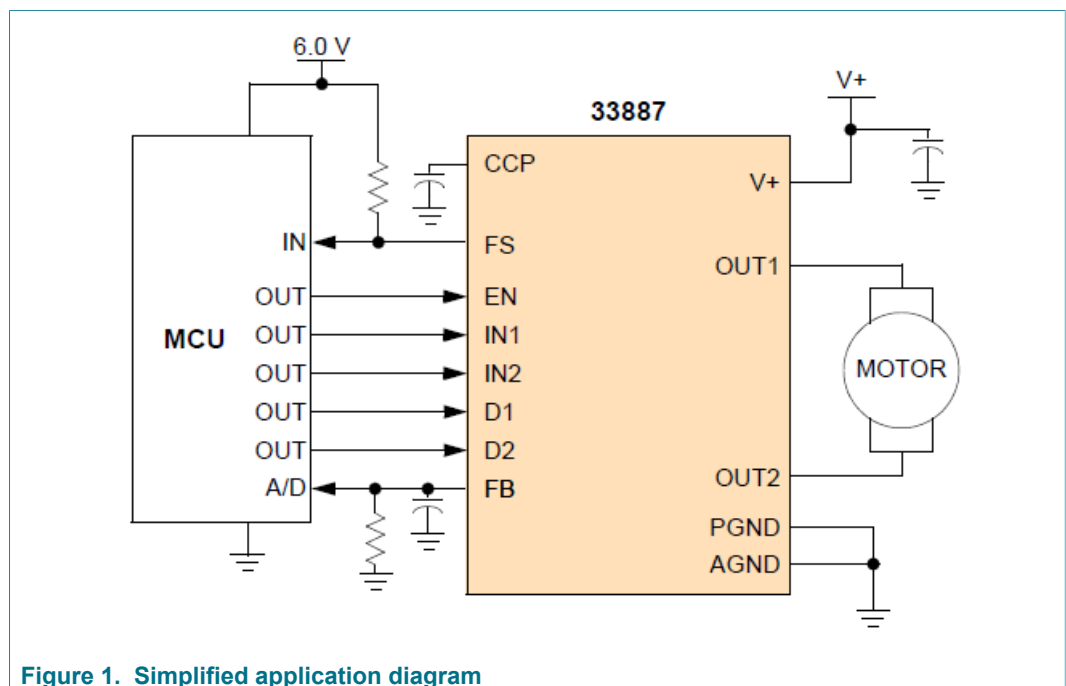 6.0 V
V+
33887
CCP
V+
IN
FS
OUT1
OUT
EN
MCU
OUT
IN1
OUT
IN2
MOTOR
OUT
D1
OUT
D2
A/D
FB
OUT2
PGND
AGND
Figure 1. Simplified application diagram